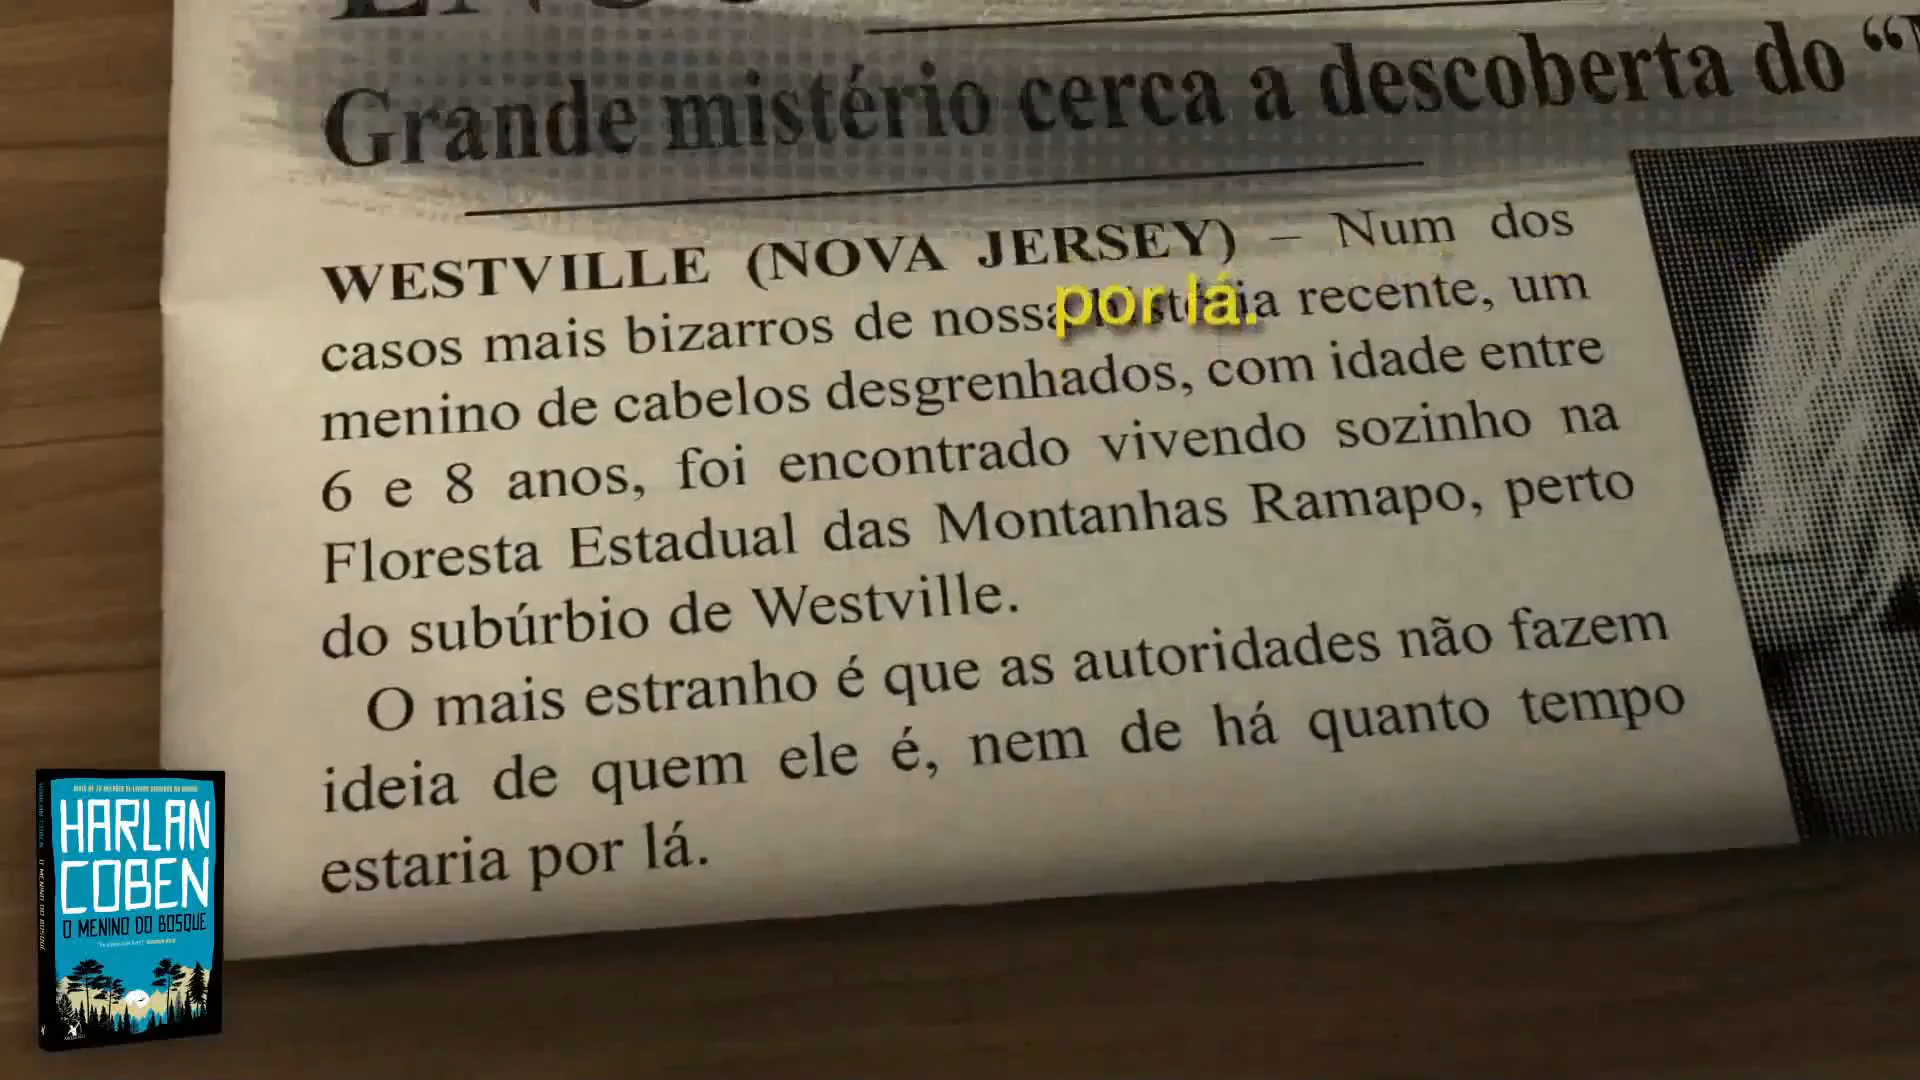 Grande mistério cerca a descoberta do “
WESTVILLE (NOVA JERSEY) – Num dos
casos mais bizarros de nossa história recente, um
por lá.
menino de cabelos desgrenhados, com idade entre
6 e 8 anos, foi encontrado vivendo sozinho na
Floresta Estadual das Montanhas Ramapo, perto
do subúrbio de Westville.
O mais estranho é que as autoridades não fazem
ideia de quem ele é, nem de há quanto tempo
estaria por lá.
HARLAN
COBEN
O MENINO DO BOSQUE